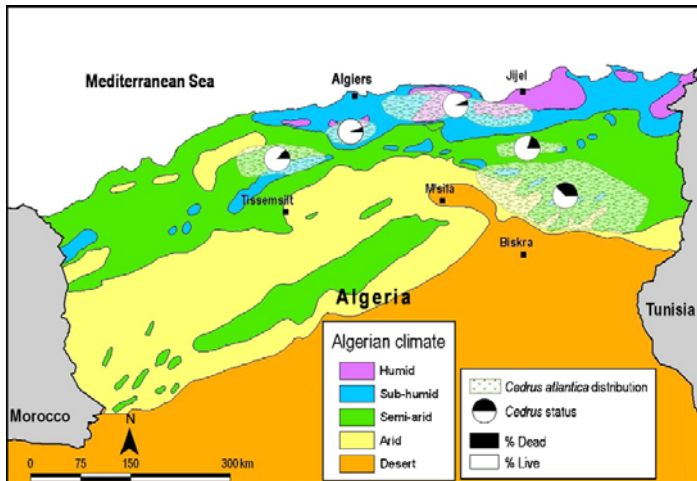 Mediterranean Sea
Algiers
Jijel
Tissemsilt
M'sila
Biskra
Algeria
Tunisia
Morocco
N
0 75 150 300 km
Algerian climate
Humid
Sub-humid
Semi-arid
Arid
Desert
Cedrus atlantica distribution
Cedrus status
% Dead
% Live